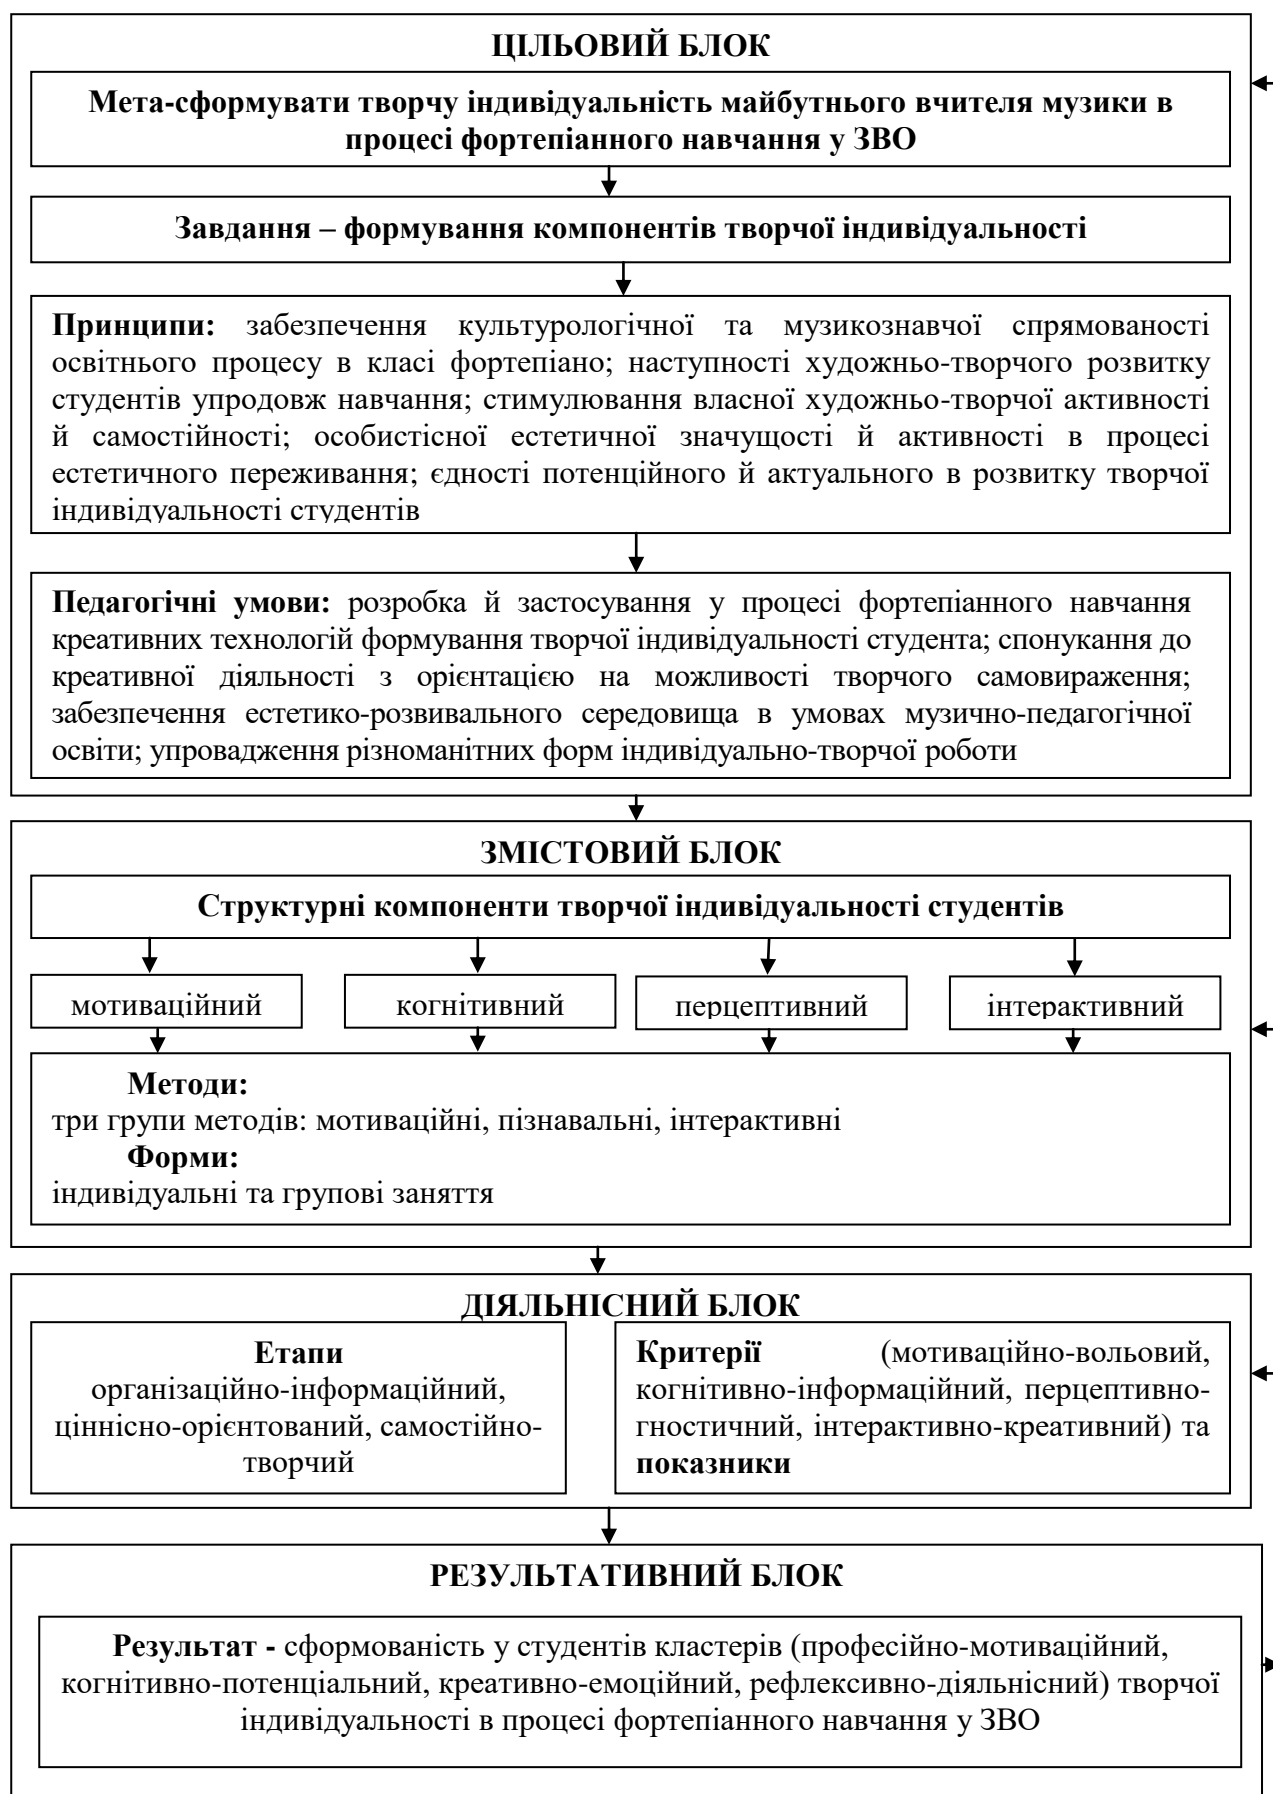 ЦІЛЬОВИЙ БЛОК
Мета-сформувати творчу індивідуальність майбутнього вчителя музики в
процесі фортепіанного навчання у ЗВО
Завдання – формування компонентів творчої індивідуальності
Принципи: забезпечення культурологічної та музикознавчої спрямованості
освітнього процесу в класі фортепіано; наступності художньо-творчого розвитку
студентів упродовж навчання; стимулювання власної художньо-творчої активності
й самостійності; особистісної естетичної значущості й активності в процесі
естетичного переживання; єдності потенційного й актуального в розвитку творчої
індивідуальності студентів
Педагогічні умови: розробка й застосування у процесі фортепіанного навчання
креативних технологій формування творчої індивідуальності студента; спонукання до
креативної діяльності з орієнтацією на можливості творчого самовираження;
забезпечення естетико-розвивального середовища в умовах музично-педагогічної
освіти; упровадження різноманітних форм індивідуально-творчої роботи
ЗМІСТОВИЙ БЛОК
Структурні компоненти творчої індивідуальності студентів
мотиваційний
когнітивний
перцептивний
інтерактивний
Методи:
три групи методів: мотиваційні, пізнавальні, інтерактивні
Форми:
індивідуальні та групові заняття
ДІЯЛЬНІСНИЙ БЛОК
Етапи
організаційно-інформаційний,
ціннісно-орієнтований, самостійно-
творчий
Критерії (мотиваційно-вольовий,
когнітивно-інформаційний, перцептивно-
гностичний, інтерактивно-креативний) та
показники
РЕЗУЛЬТАТИВНИЙ БЛОК
Результат - сформованість у студентів кластерів (професійно-мотиваційний,
когнітивно-потенціальний, креативно-емоційний, рефлексивно-діяльнісний) творчої
індивідуальності в процесі фортепіанного навчання у ЗВО